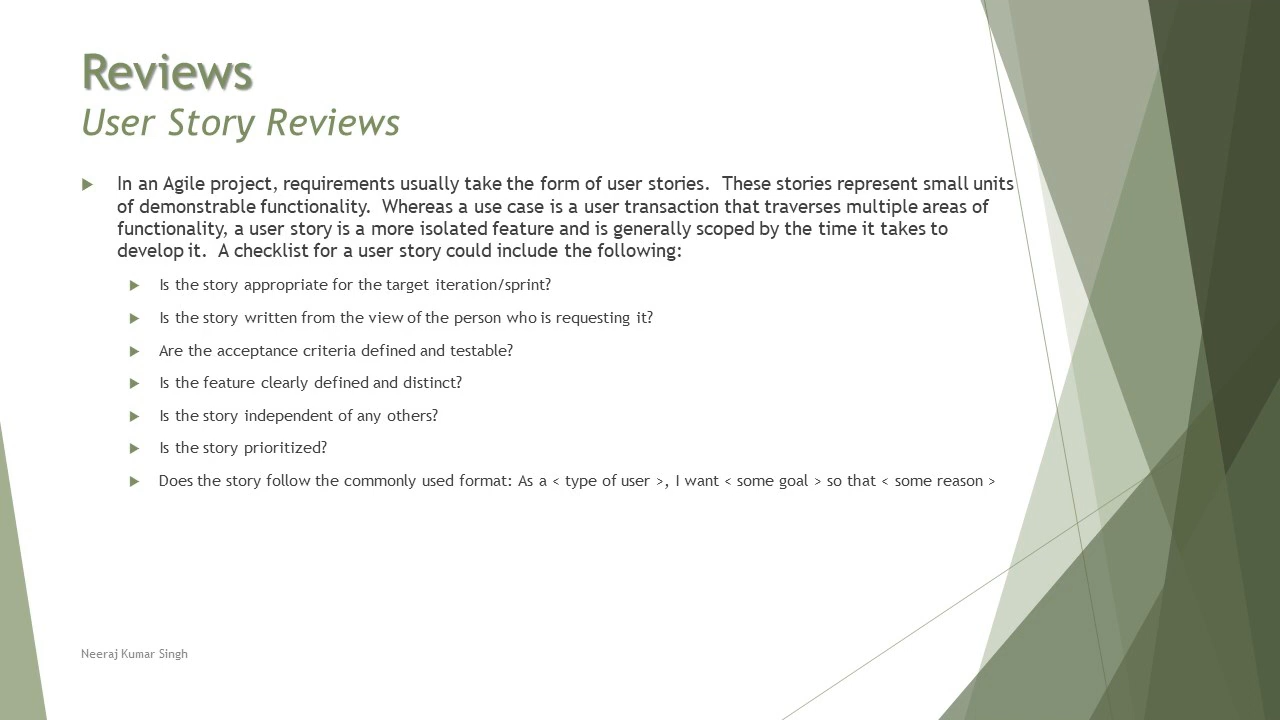 Reviews
User Story Reviews
In an Agile project, requirements usually take the form of user stories.  These stories represent small units
of demonstrable functionality.  Whereas a use case is a user transaction that traverses multiple areas of
functionality, a user story is a more isolated feature and is generally scoped by the time it takes to
develop it.  A checklist for a user story could include the following:
Is the story appropriate for the target iteration/sprint?
Is the story written from the view of the person who is requesting it?
Are the acceptance criteria defined and testable?
Is the feature clearly defined and distinct?
Is the story independent of any others?
Is the story prioritized?
Does the story follow the commonly used format: As a < type of user >, I want < some goal > so that < some reason >
Neeraj Kumar Singh